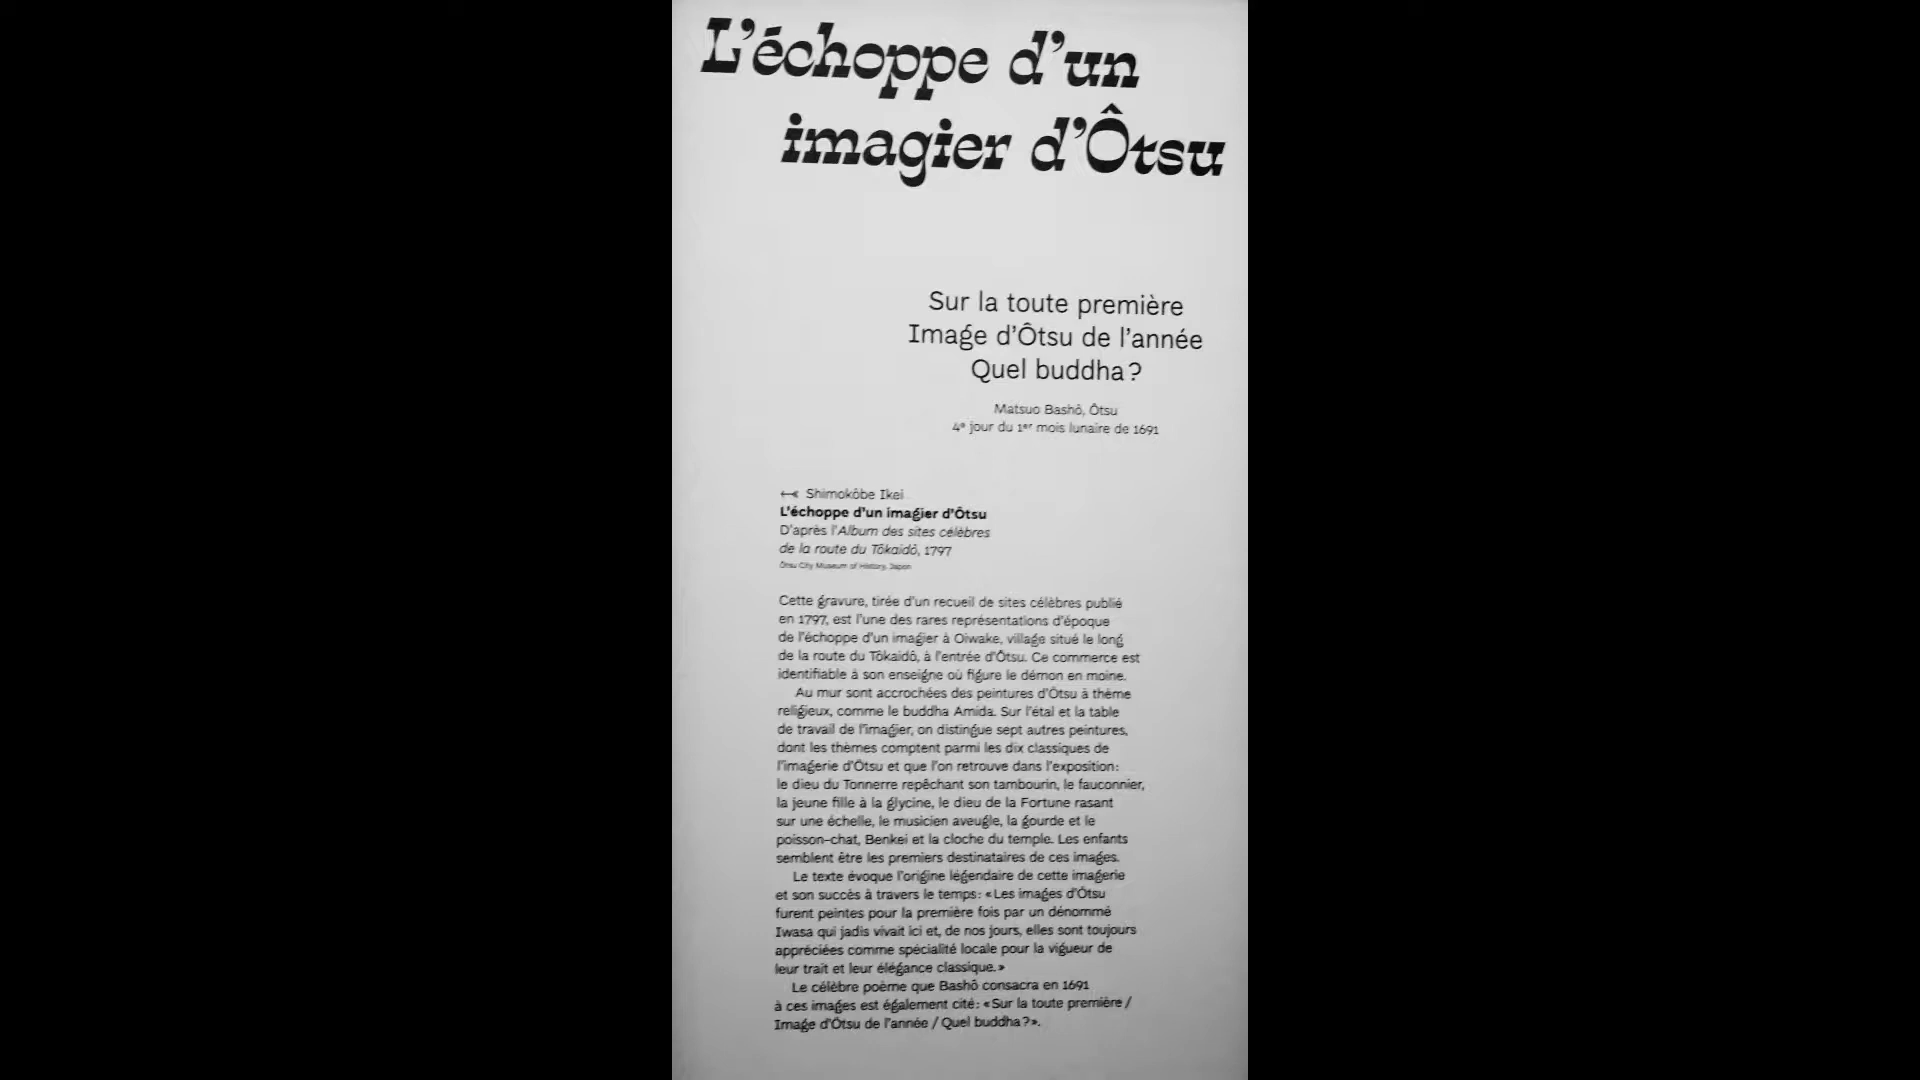 L'échoppe d'un
imagier d'Ôtsu
Sur la toute première
Image d'Ôtsu de l'année
Quel buddha ?
Matsuo Bashô, Ôtsu
4e jour du 1er mois lunaire de 1691
Shimokôbe Ikei
L'échoppe d'un imagier d'Ôtsu
D'après l'Album des sites célèbres
de la route du Tôkaidô, 1797
Ôtsu City Museum of History, Japon
Cette gravure, tirée d'un recueil de sites célèbres publié
en 1797, est l'une des rares représentations d'époque
de l'échoppe d'un imagier à Oiwake, village situé le long
de la route du Tôkaidô, à l'entrée d'Ôtsu. Ce commerce est
identifiable à son enseigne où figure le démon en moine.
Au mur sont accrochées des peintures d'Ôtsu à thème
religieux, comme le buddha Amida. Sur l'étal et la table
de travail de l'imagier, on distingue sept autres peintures,
dont les thèmes comptent parmi les dix classiques de
l'imagerie d'Ôtsu et que l'on retrouve dans l'exposition :
le dieu du Tonnerre repêchant son tambourin, le fauconnier,
la jeune fille à la glycine, le dieu de la Fortune rasant
sur une échelle, le musicien aveugle, la gourde et le
poisson-chat, Benkei et la cloche du temple. Les enfants
semblent être les premiers destinataires de ces images.
Le texte évoque l'origine légendaire de cette imagerie
et son succès à travers le temps : « Les images d'Ôtsu
furent peintes pour la première fois par un dénommé
Iwasa qui jadis vivait ici et, de nos jours, elles sont toujours
appréciées comme spécialité locale pour la vigueur de
leur trait et leur élégance classique. »
Le célèbre poème que Bashô consacra en 1691
à ces images est également cité : « Sur la toute première /
Image d'Ôtsu de l'année / Quel buddha ? ».